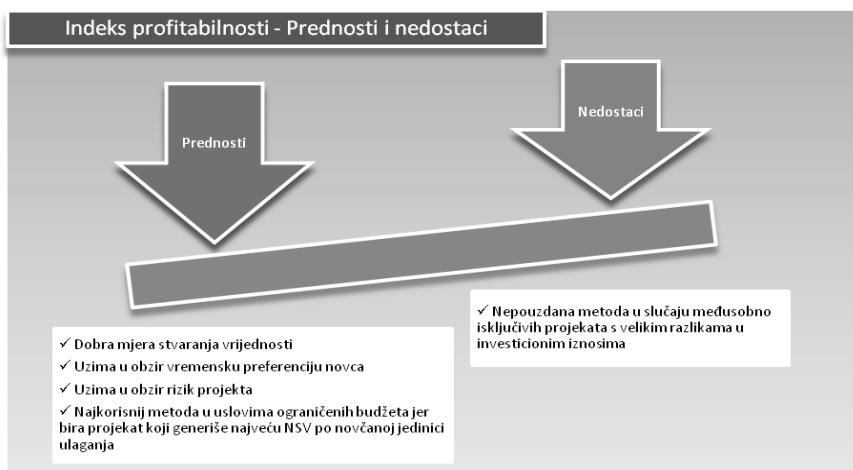 Indeks profitabilnosti - Prednosti i nedostaci
Prednosti
Nedostaci
✓ Dobra mjera stvaranja vrijednosti
✓ Uzima u obzir vremensku preferenciju novca
✓ Uzima u obzir rizik projekta
✓ Najkorisnij metoda u uslovima ograničenih budžeta jer
bira projekat koji generiše najveću NSV po novčanoj jedinici
ulaganja
✓ Nepouzdana metoda u slučaju međusobno
isključivih projekata s velikim razlikama u
investicionim iznosima